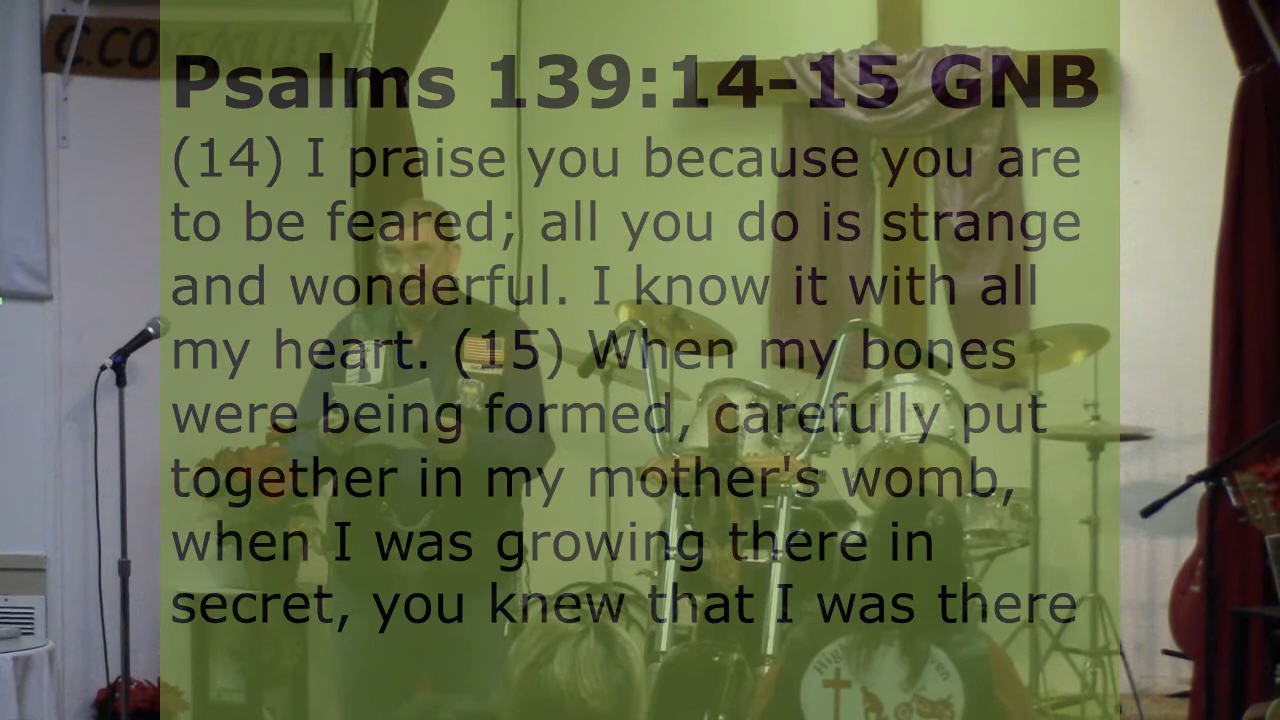 C.CO
Psalms 139:14-15 GNB
(14) I praise you because you are
to be feared; all you do is strange
and wonderful. I know it with all
my heart. (15) When my bones
were being formed, carefully put
together in my mother's womb,
when I was growing there in
secret, you knew that I was there